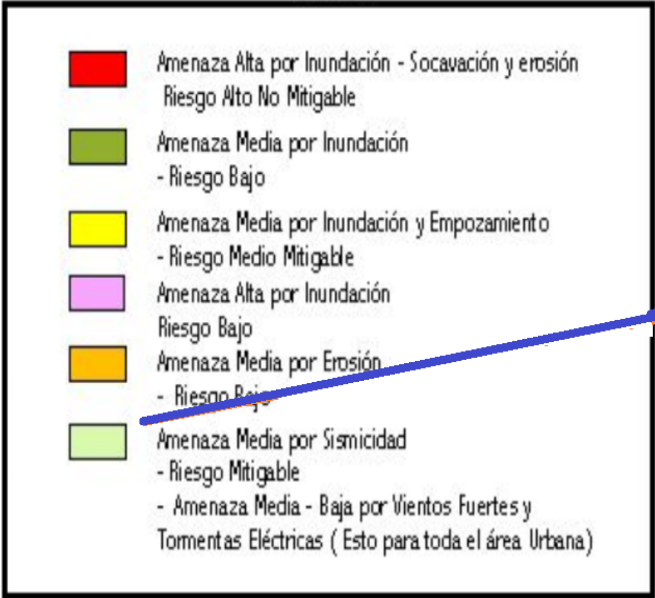 Amenaza Alta por Inundación - Socavación y erosión
Riesgo Alto No Mitigable
Amenaza Media por Inundación
- Riesgo Bajo
Amenaza Media por Inundación y Empozamiento
- Riesgo Medio Mitigable
Amenaza Alta por Inundación
Riesgo Bajo
Amenaza Media por Erosión
- Riesgo Bajo
Amenaza Media por Sismicidad
- Riesgo Mitigable
- Amenaza Media - Baja por Vientos Fuertes y
Tormentas Eléctricas ( Esto para toda el área Urbana)